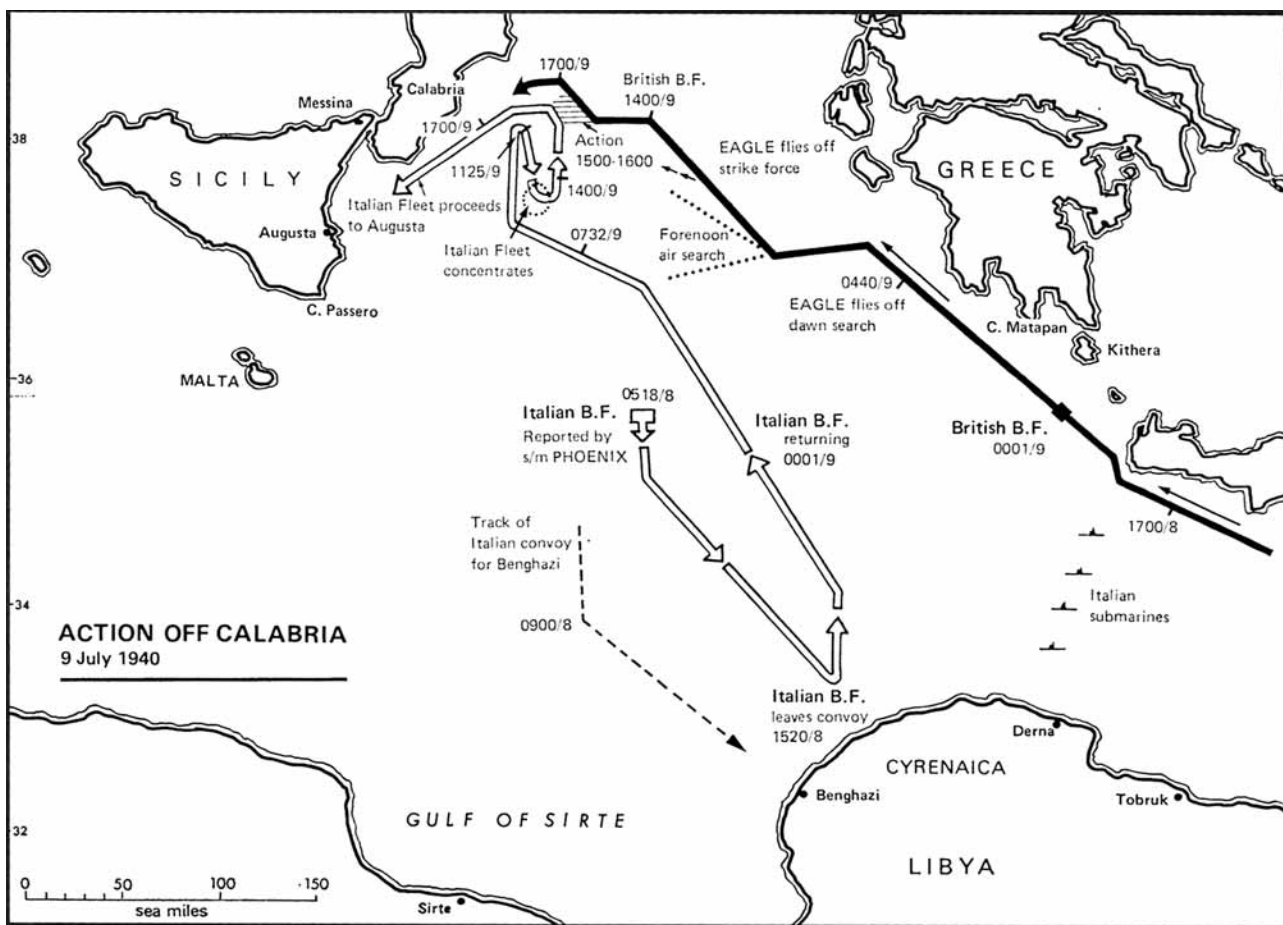 1700/9
British B.F.
1400/9
Calabria
Messina
38
1700/9
Action
1500-1600
EAGLE flies off
strike force
SICILY
1125/9
1400/9
GREECE
Italian Fleet proceeds
to Augusta
Augusta
0732/9
Forenoon
air search
Italian Fleet
concentrates
0440/9
EAGLE flies off
dawn search
C. Passero
C. Matapan
Kithera
MALTA
36
0518/8
Italian B.F.
Reported by
s/m PHOENIX
Italian B.F.
returning
0001/9
British B.F.
0001/9
1700/8
Track of
Italian convoy
for Benghazi
34
0900/8
Italian
submarines
ACTION OFF CALABRIA
9 July 1940
Italian B.F.
leaves convoy
1520/8
Derna
CYRENAICA
Benghazi
Tobruk
GULF OF SIRTE
32
LIBYA
0 50 100 150
sea miles
Sirte